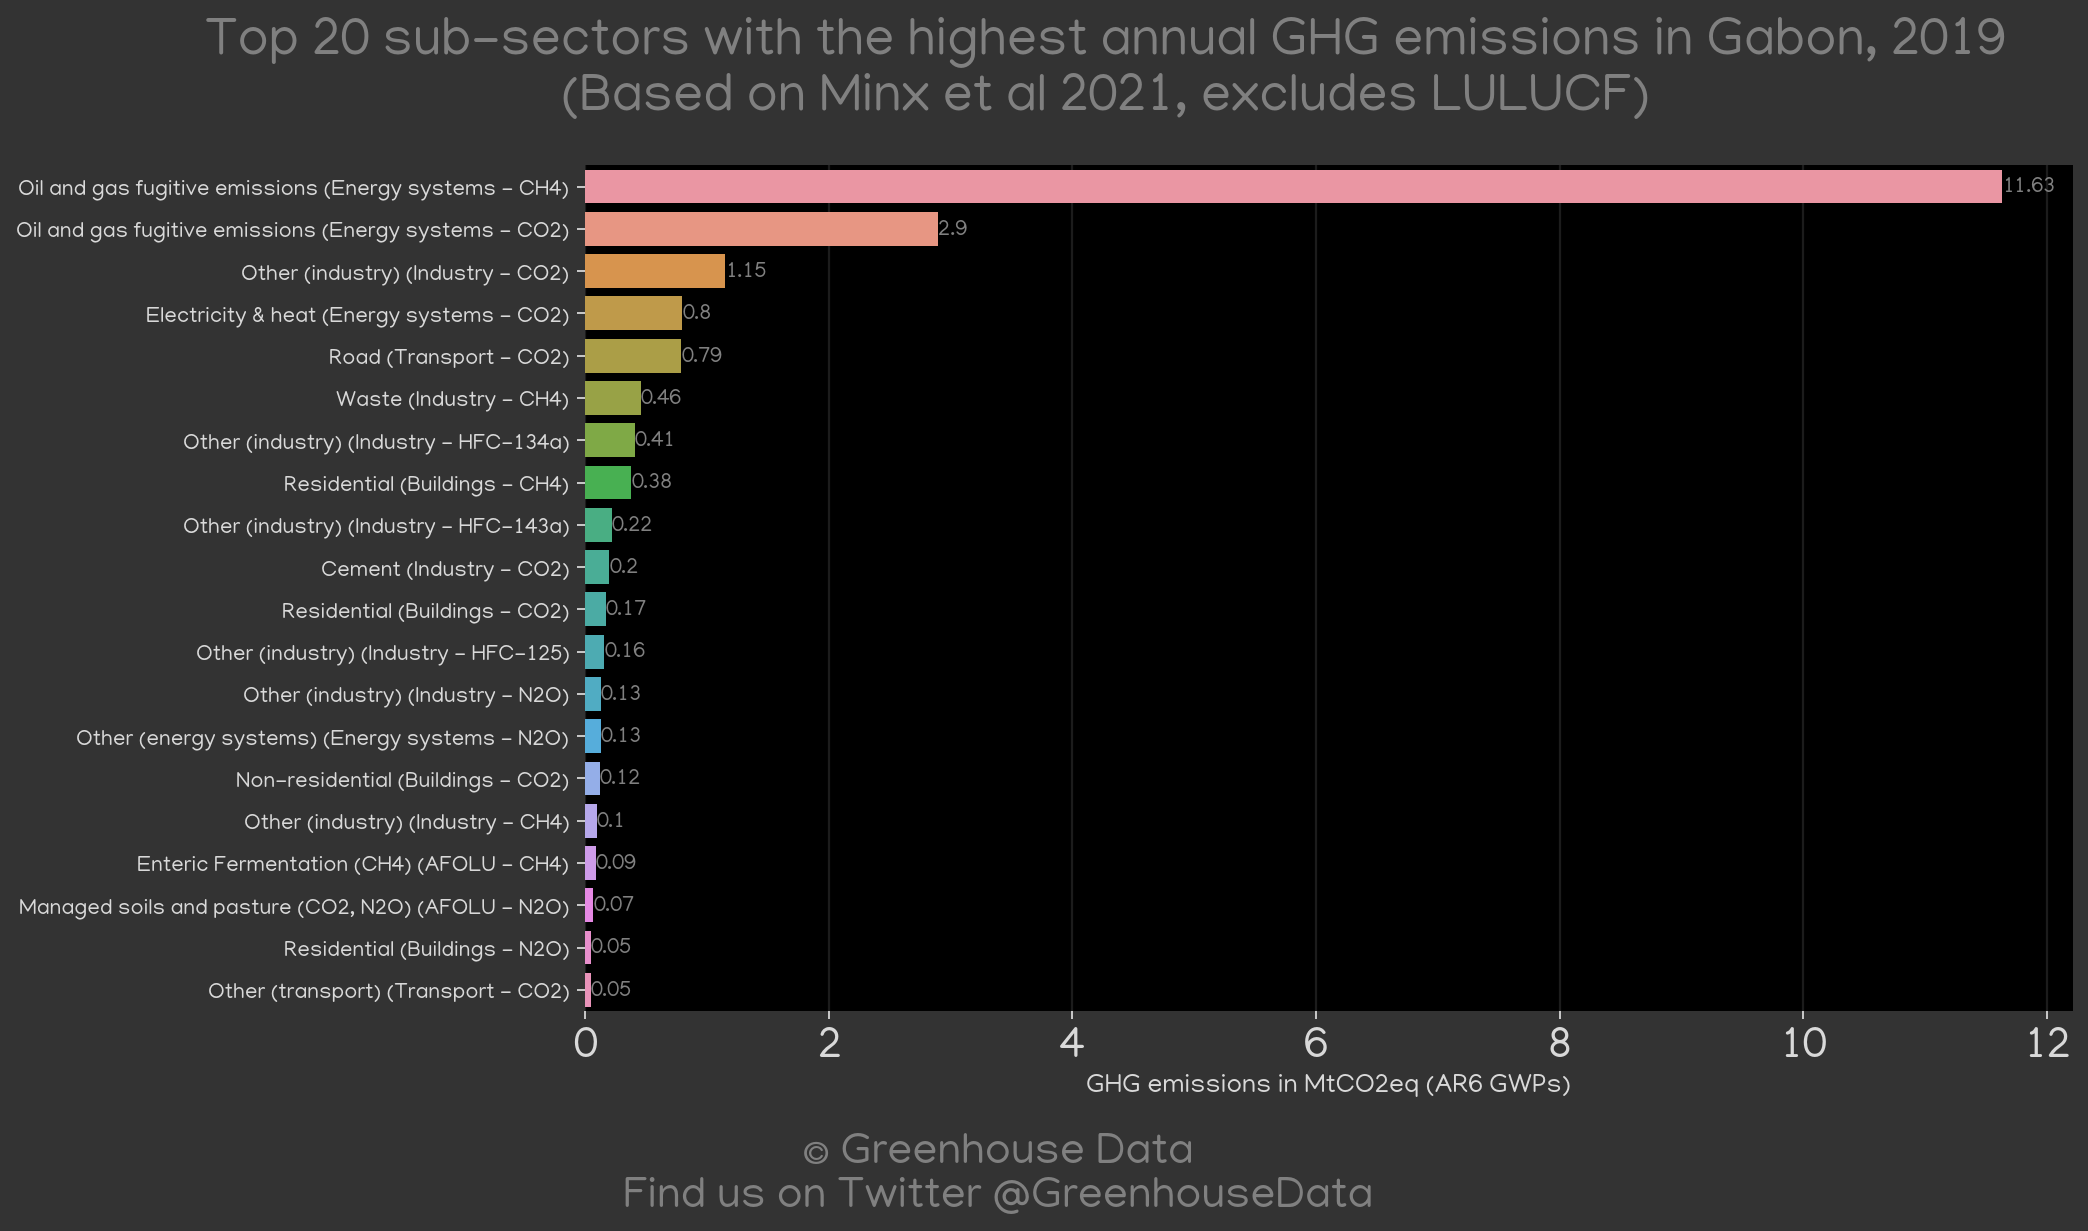 Top 20 sub-sectors with the highest annual GHG emissions in Gabon, 2019
(Based on Minx et al 2021, excludes LULUCF)
Oil and gas fugitive emissions (Energy systems - CH4) 11.63
Oil and gas fugitive emissions (Energy systems - CO2) 2.9
Other (industry) (Industry - CO2) 1.15
Electricity & heat (Energy systems - CO2) 0.8
Road (Transport - CO2) 0.79
Waste (Industry - CH4) 0.46
Other (industry) (Industry - HFC-134a) 0.41
Residential (Buildings - CH4) 0.38
Other (industry) (Industry - HFC-143a) 0.22
Cement (Industry - CO2) 0.2
Residential (Buildings - CO2) 0.17
Other (industry) (Industry - HFC-125) 0.16
Other (industry) (Industry - N2O) 0.13
Other (energy systems) (Energy systems - N2O) 0.13
Non-residential (Buildings - CO2) 0.12
Other (industry) (Industry - CH4) 0.1
Enteric Fermentation (CH4) (AFOLU - CH4) 0.09
Managed soils and pasture (CO2, N2O) (AFOLU - N2O) 0.07
Residential (Buildings - N2O) 0.05
Other (transport) (Transport - CO2) 0.05
0 2 4 6 8 10 12
GHG emissions in MtCO2eq (AR6 GWPs)
© Greenhouse Data
Find us on Twitter @GreenhouseData